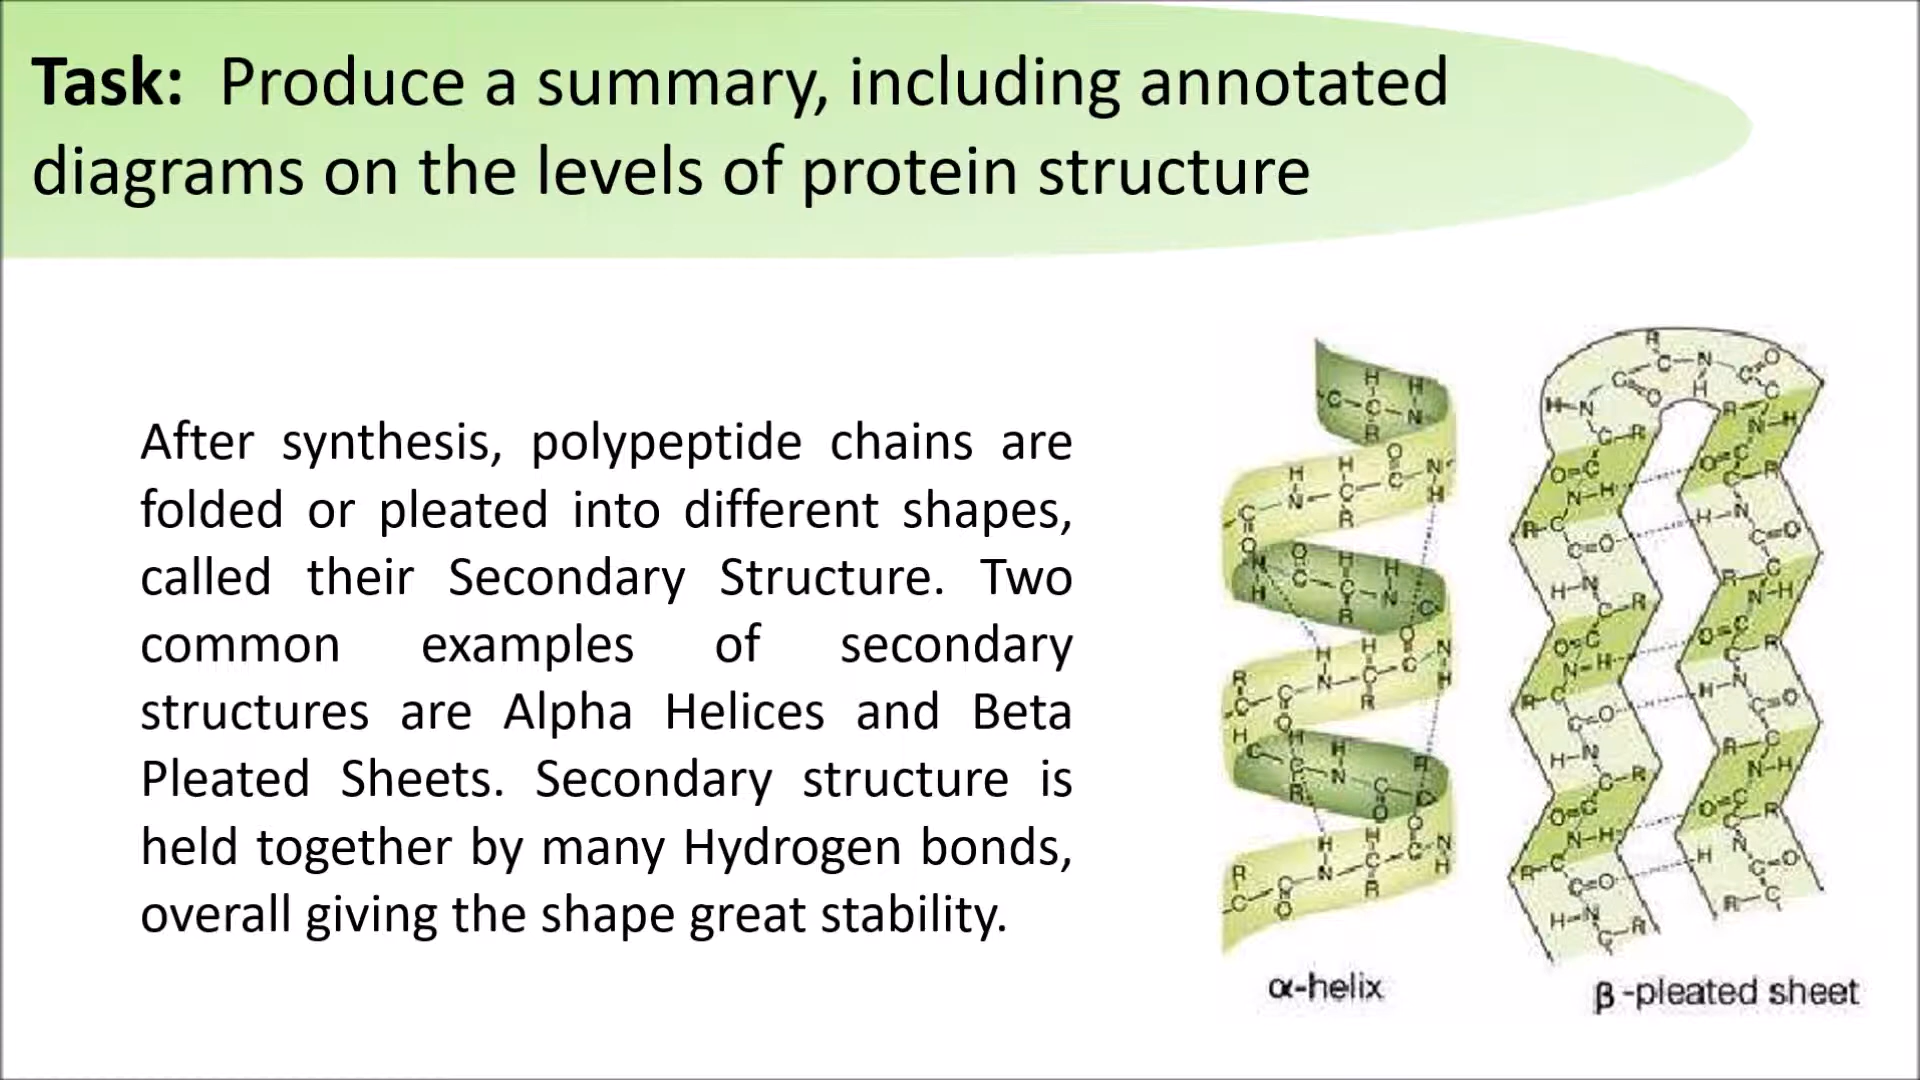 Task: Produce a summary, including annotated
diagrams on the levels of protein structure
After synthesis, polypeptide chains are
folded or pleated into different shapes,
called their Secondary Structure. Two
common examples of secondary
structures are Alpha Helices and Beta
Pleated Sheets. Secondary structure is
held together by many Hydrogen bonds,
overall giving the shape great stability.
α-helix
β-pleated sheet